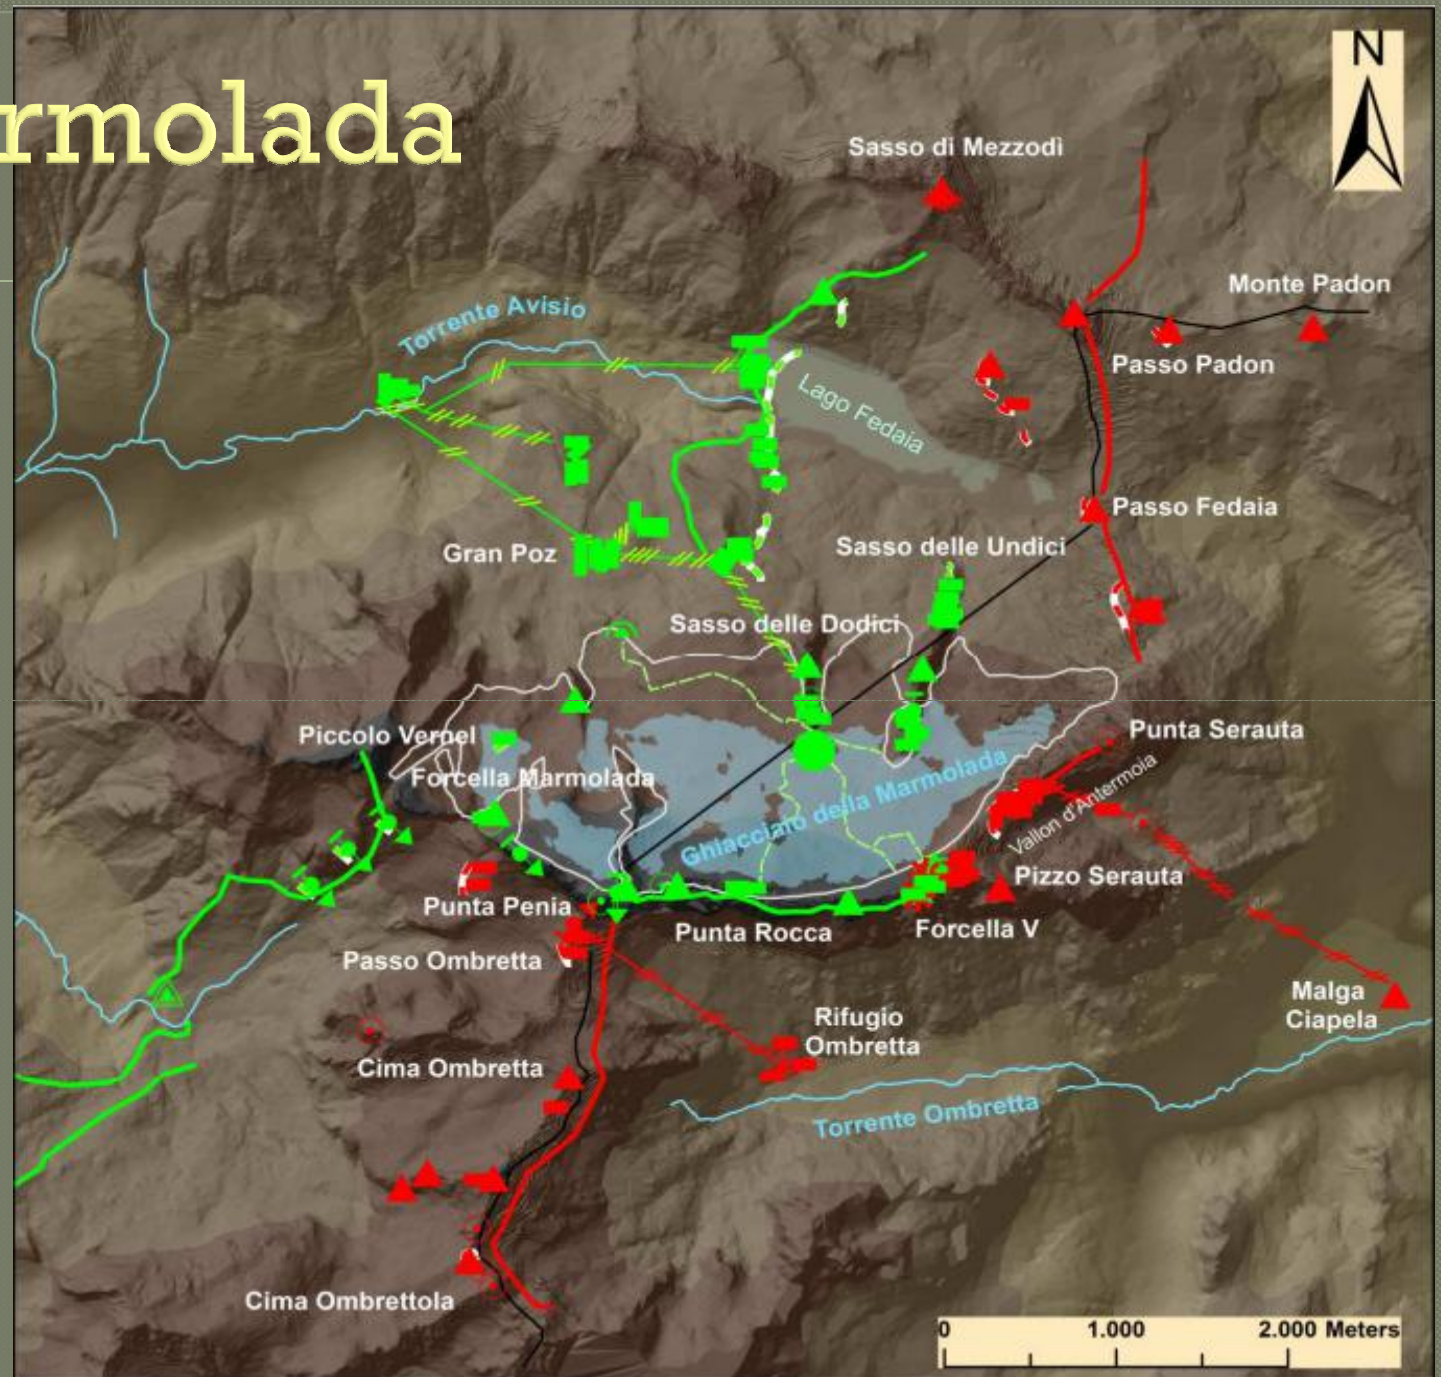 rmolada
N
Sasso di Mezzodì
Monte Padon
Torrente Avisio
Passo Padon
Lago Fedaia
Passo Fedaia
Gran Poz
Sasso delle Undici
Sasso delle Dodici
Piccolo Vernel
Punta Serauta
Forcella Marmolada
Ghiacciaio della Marmolada
Vallon d'Antermoia
Pizzo Serauta
Punta Penia
Punta Rocca
Forcella V
Passo Ombretta
Malga
Ciapela
Rifugio
Ombretta
Cima Ombretta
Torrente Ombretta
Cima Ombrettola
0 1.000 2.000 Meters